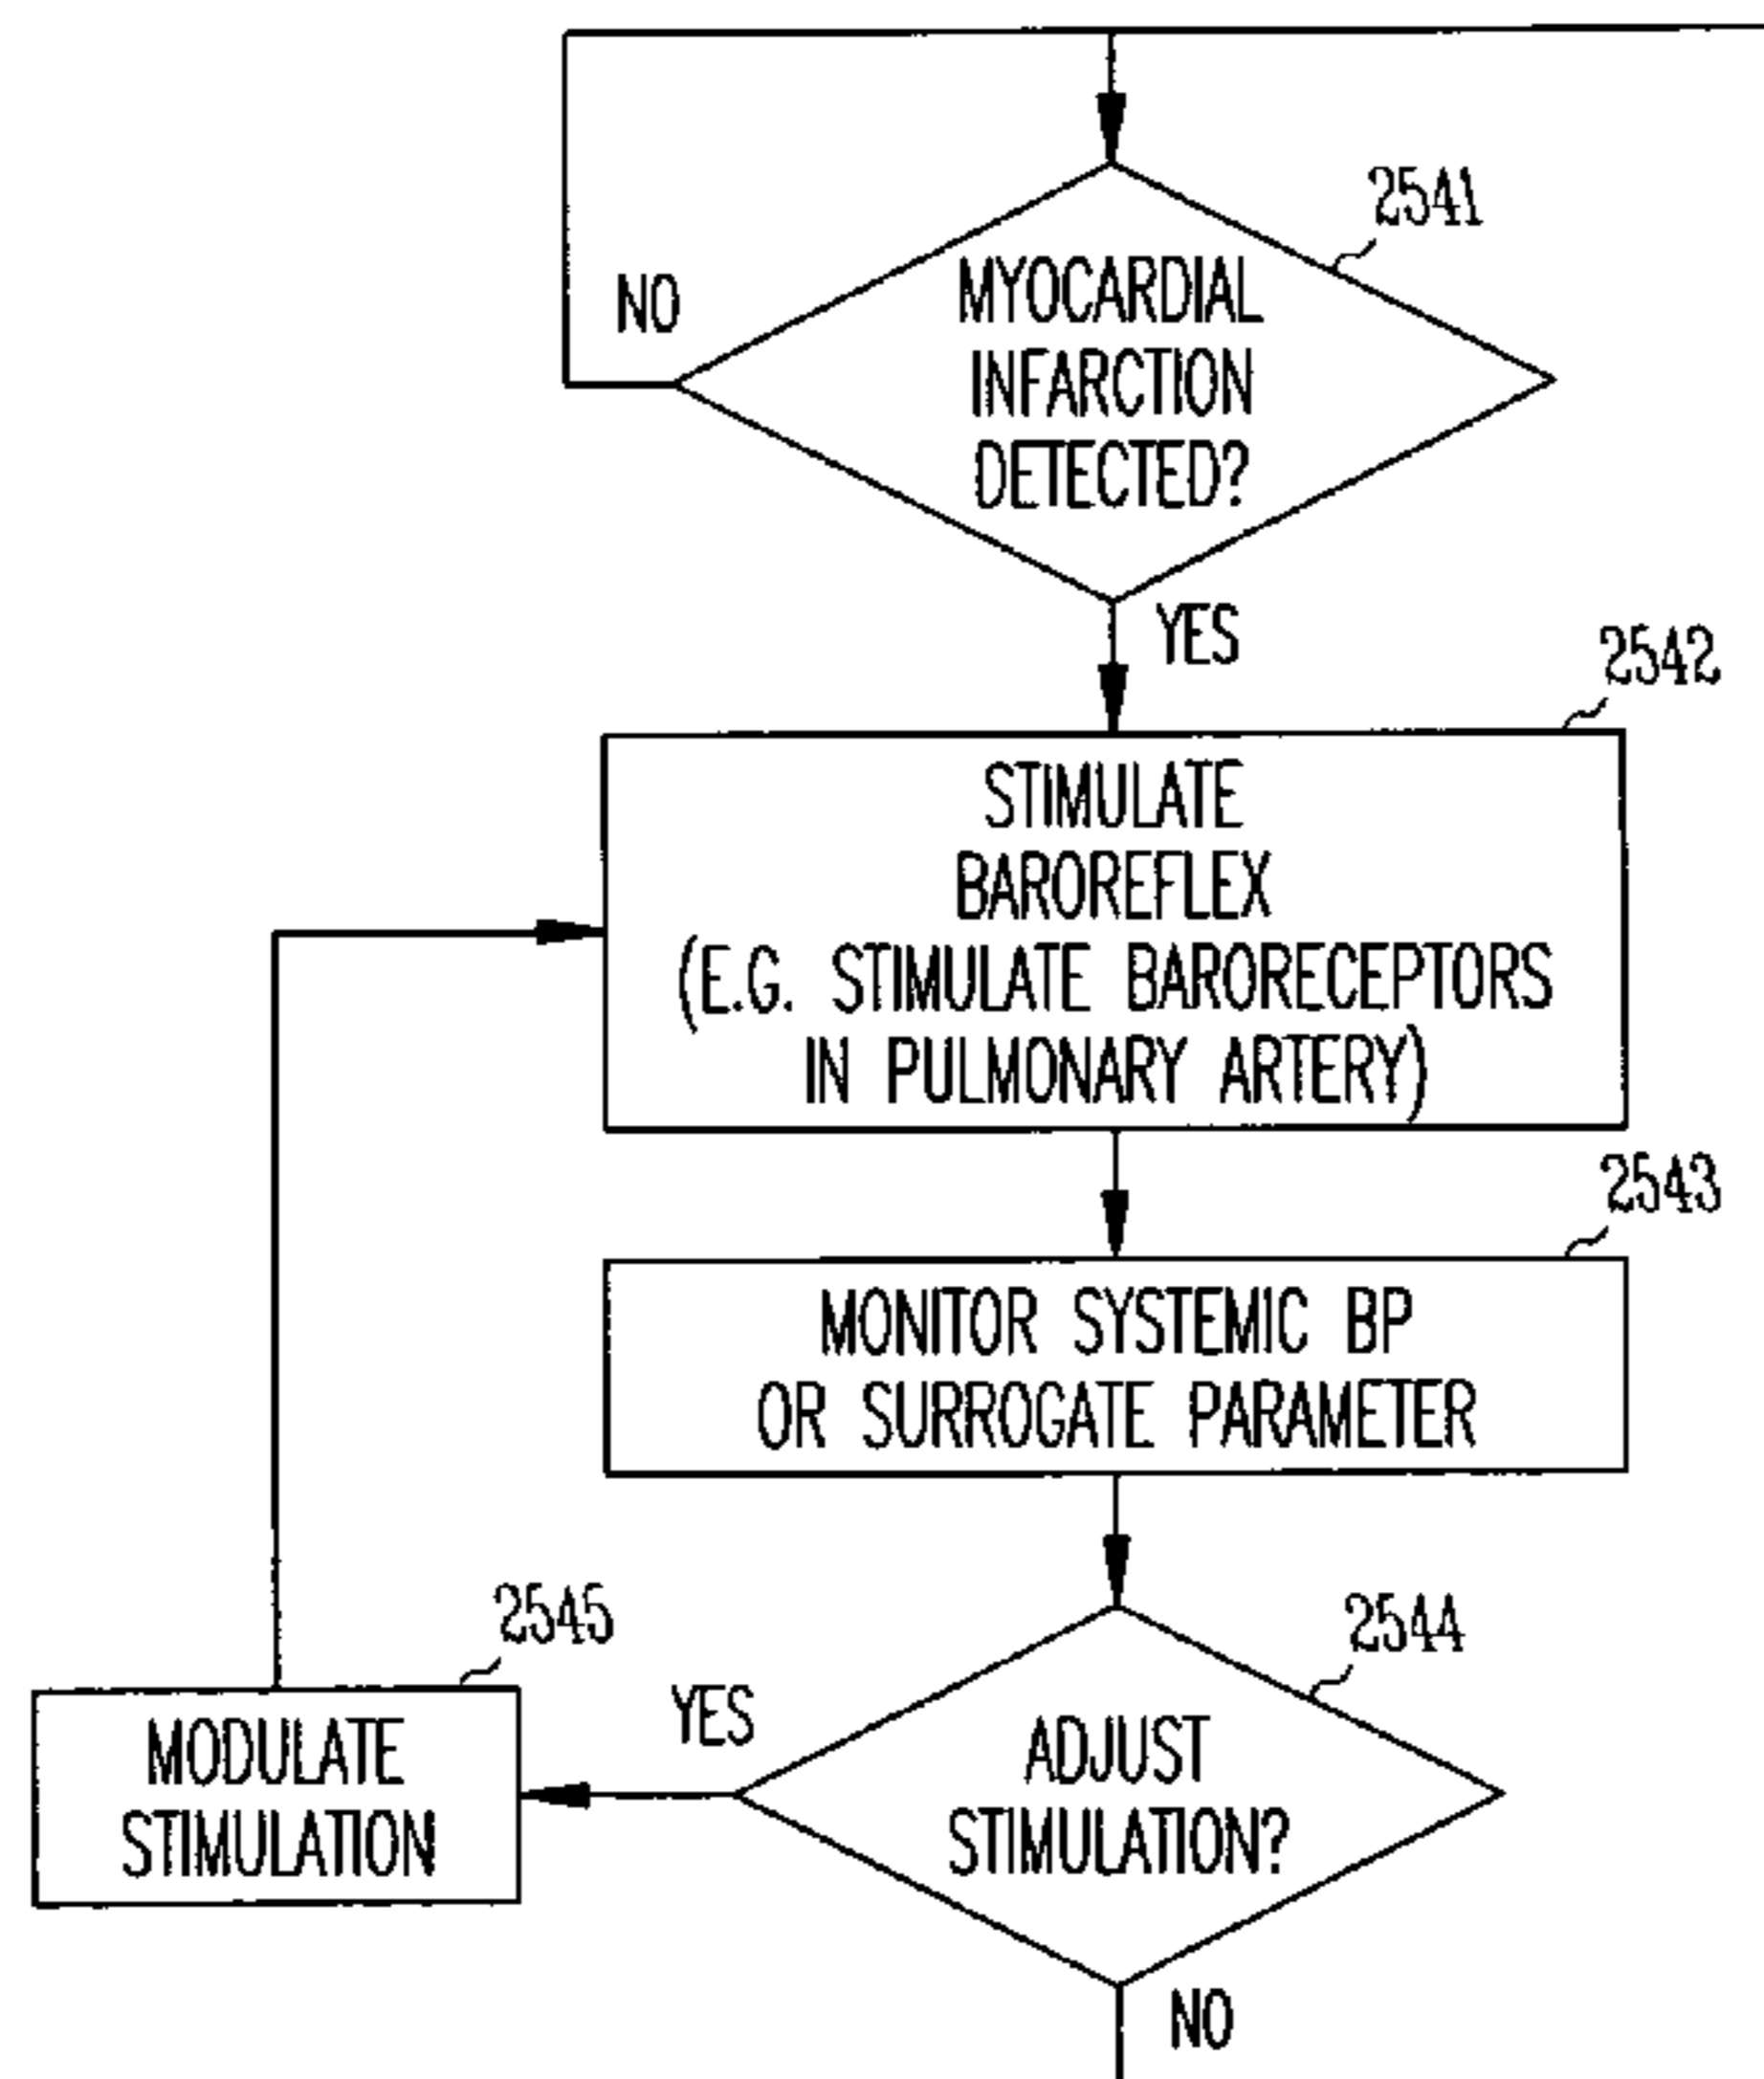 2541
NO
MYOCARDIAL
INFARCTION
DETECTED?
YES
2542
STIMULATE
BAROREFLEX
(E.G. STIMULATE BARORECEPTORS
IN PULMONARY ARTERY)
2543
MONITOR SYSTEMIC BP
OR SURROGATE PARAMETER
2545
2544
YES
MODULATE
STIMULATION
ADJUST
STIMULATION?
NO